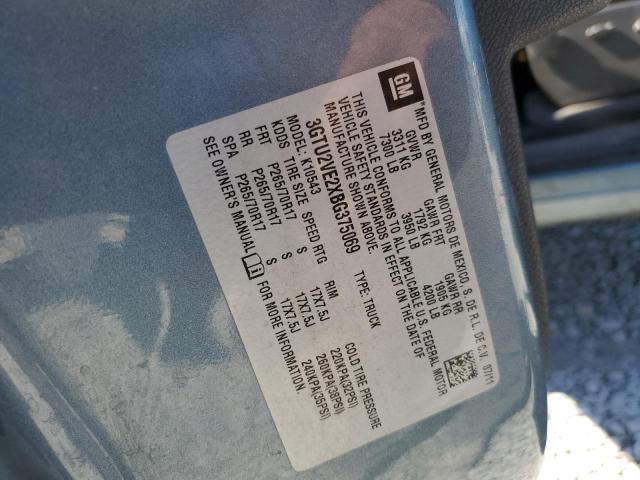 GM
®MFD BY GENERAL MOTORS DE MEXICO, S. DE R.L. DE C.V. 07/11
GVWR GAWR FRT GAWR RR
3311 KG 1792 KG 1905 KG
7300 LB 3950 LB 4200 LB
THIS VEHICLE CONFORMS TO ALL APPLICABLE U.S. FEDERAL MOTOR
VEHICLE SAFETY STANDARDS IN EFFECT ON THE DATE OF
MANUFACTURE SHOWN ABOVE.
3GTU2VE2XBG375069 TYPE: TRUCK
MODEL: K10543
KDDS TIRE SIZE SPEED RTG RIM COLD TIRE PRESSURE
FRT P265/70R17 S 17X7.5J 220KPA(32PSI)
RR P265/70R17 S 17X7.5J 260KPA(38PSI)
SPA P265/70R17 S 17X7.5J 240KPA(35PSI)
SEE OWNER'S MANUAL i FOR MORE INFORMATION.